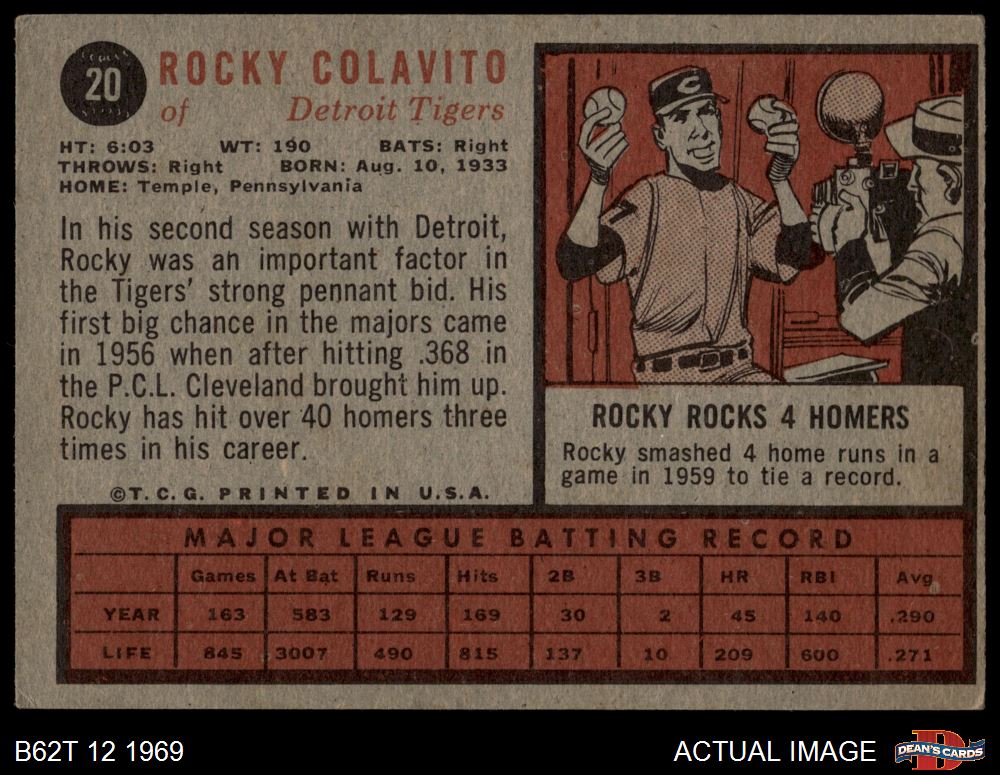 20
ROCKY COLAVITO
of Detroit Tigers
HT: 6:03 WT: 190 BATS: Right
THROWS: Right BORN: Aug. 10, 1933
HOME: Temple, Pennsylvania
In his second season with Detroit,
Rocky was an important factor in
the Tigers' strong pennant bid. His
first big chance in the majors came
in 1956 when after hitting .368 in
the P.C.L. Cleveland brought him up.
Rocky has hit over 40 homers three
times in his career.
©T.C.G. PRINTED IN U.S.A.
C
7
ROCKY ROCKS 4 HOMERS
Rocky smashed 4 home runs in a
game in 1959 to tie a record.
MAJOR LEAGUE BATTING RECORD
Games At Bat Runs Hits 2B 3B HR RBI Avg.
YEAR 163 583 129 169 30 2 45 140 .290
LIFE 845 3007 490 815 137 10 209 600 .271
B62T 12 1969
ACTUAL IMAGE
D
DEAN'S CARDS